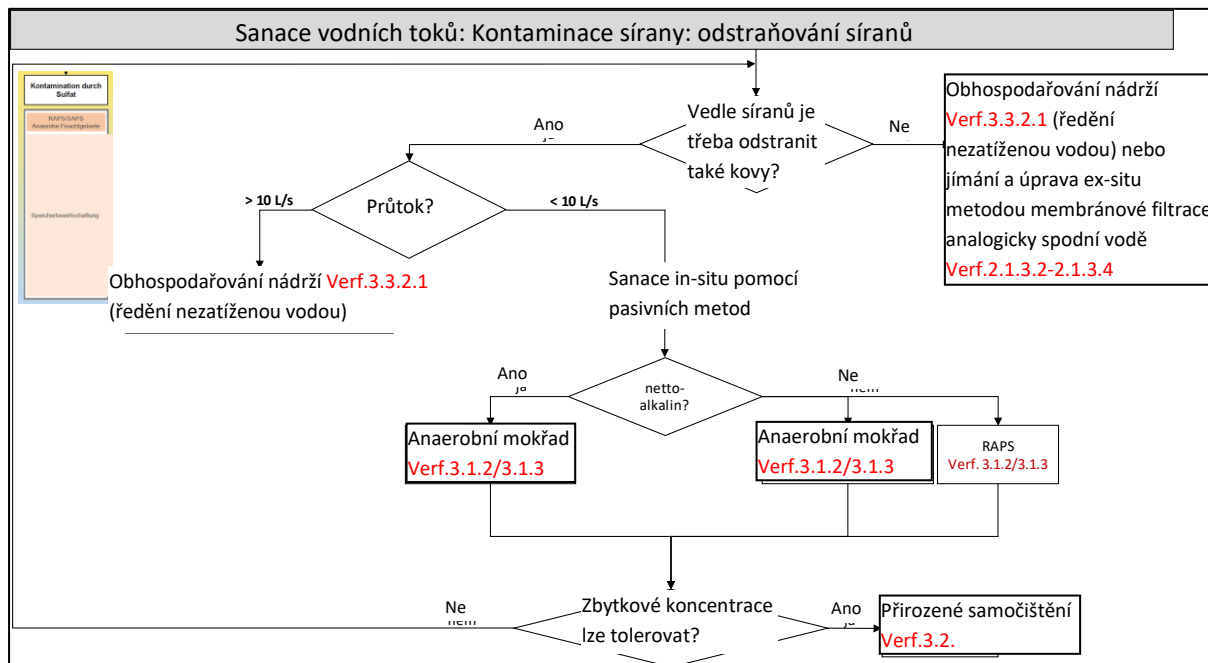 Sanace vodních toků: Kontaminace sírany: odstraňování síranů
Kontamination durch
Sulfat
RAPS/SAPS
Anaerobe Feuchtgebiete
Speicherbewirtschaftung
Vedle síranů je
třeba odstranit
také kovy?
Ano
ja
Ne
Obhospodařování nádrží
Verf.3.3.2.1 (ředění
nezatíženou vodou) nebo
jímání a úprava ex-situ
metodou membránové filtrace
analogicky spodní vodě
Verf.2.1.3.2-2.1.3.4
Průtok?
> 10 L/s
< 10 L/s
Obhospodařování nádrží Verf.3.3.2.1
(ředění nezatíženou vodou)
Sanace in-situ pomocí
pasivních metod
netto-
alkalin?
Ano
ja
Ne
nein
Anaerobní mokřad
Verf.3.1.2/3.1.3
Anaerobní mokřad
Verf.3.1.2/3.1.3
RAPS
Verf. 3.1.2/3.1.3
Zbytkové koncentrace
lze tolerovat?
Ne
nein
Ano
ja
Přirozené samočištění
Verf.3.2.